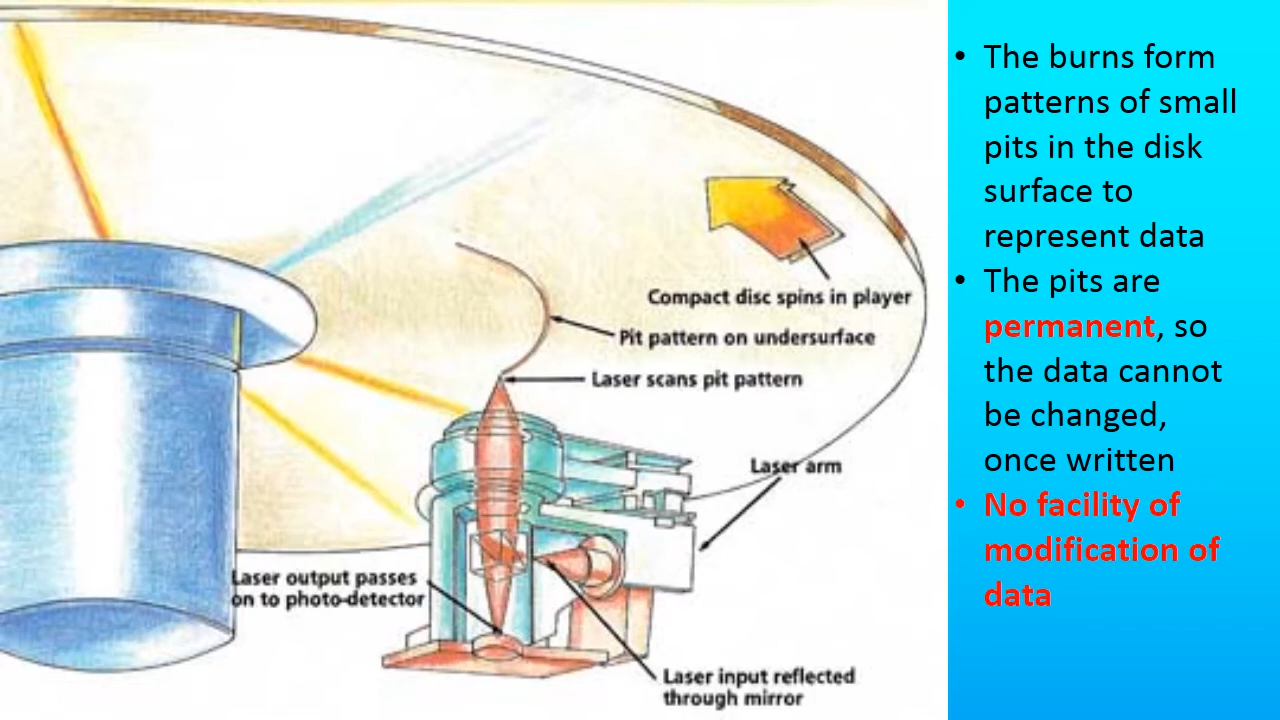 Compact disc spins in player
Pit pattern on undersurface
Laser scans pit pattern
Laser arm
Laser output passes
on to photo-detector
Laser input reflected
through mirror
• The burns form
patterns of small
pits in the disk
surface to
represent data
• The pits are
permanent, so
the data cannot
be changed,
once written
• No facility of
modification of
data